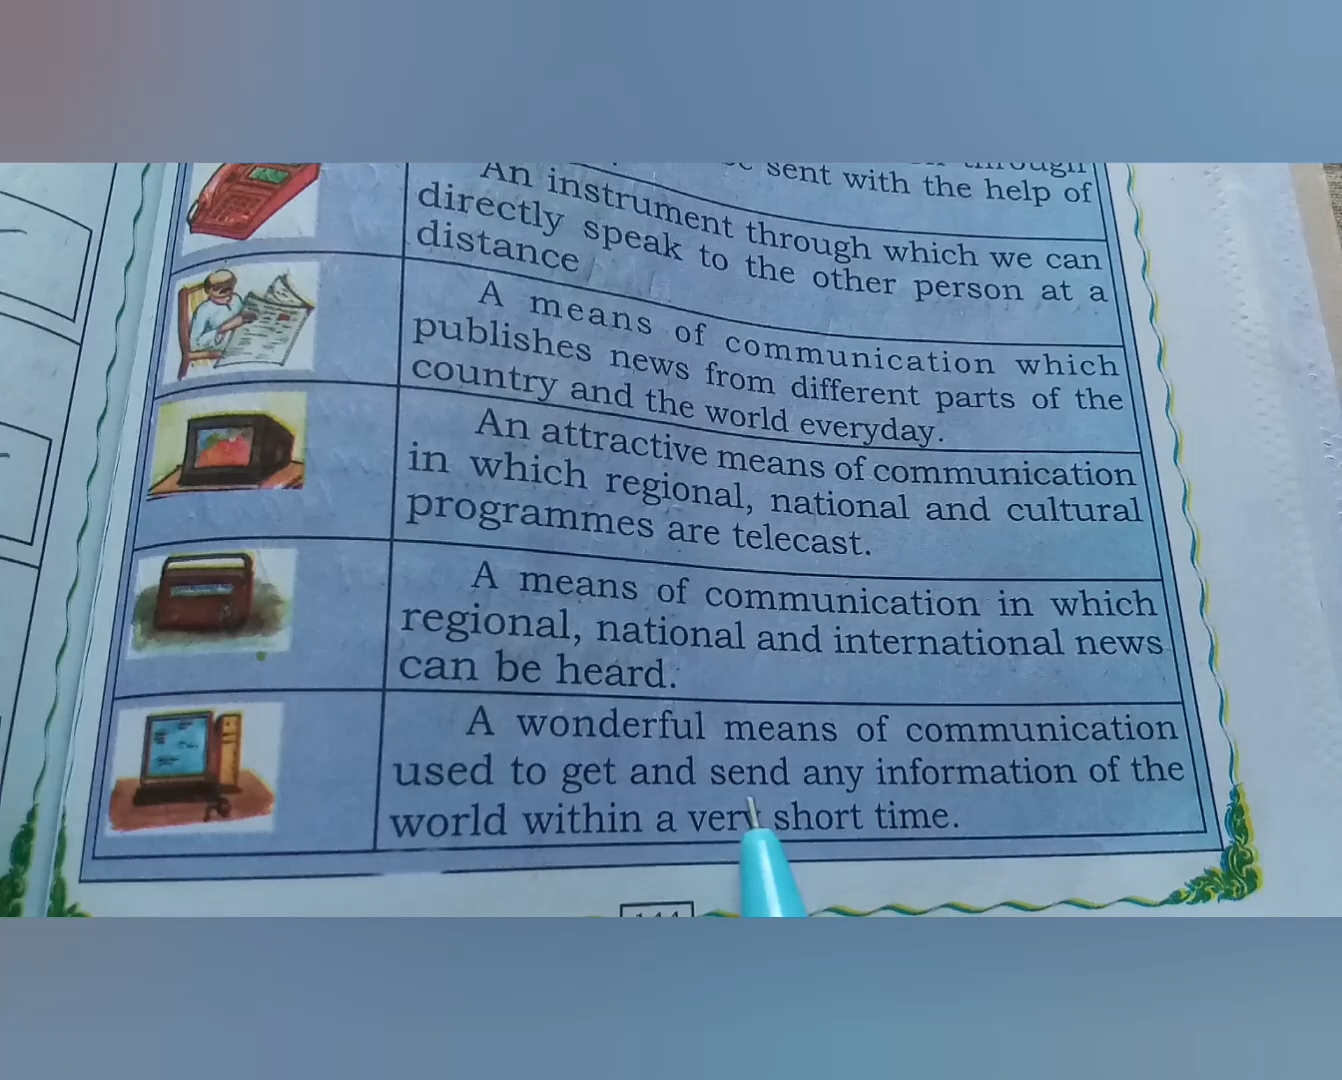 through
sent with the help of
An instrument through which we can
directly speak to the other person at a
distance
A means of communication which
publishes news from different parts of the
country and the world everyday.
An attractive means of communication
in which regional, national and cultural
programmes are telecast.
A means of communication in which
regional, national and international news
can be heard.
A wonderful means of communication
used to get and send any information of the
world within a very short time.